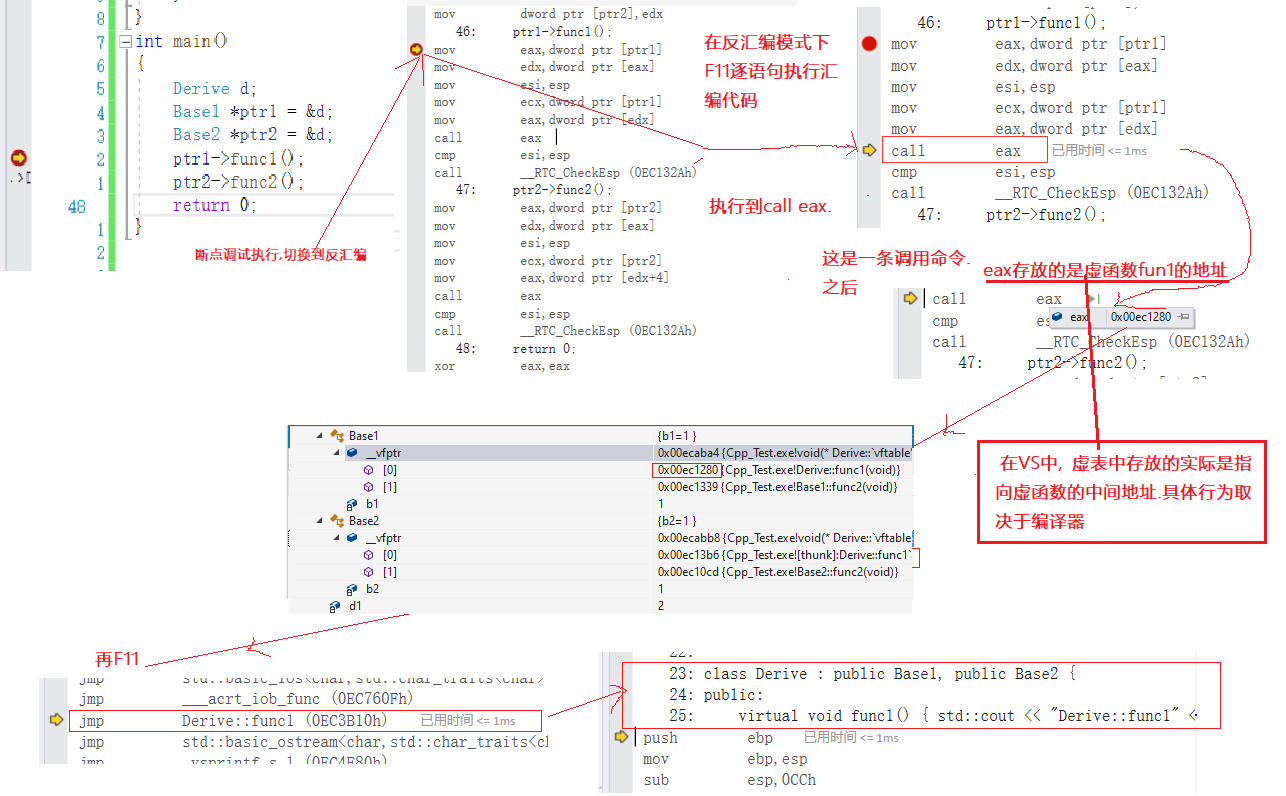 8
}
7
int main()
6
{
5
Derive d;
4
Base1 *ptr1 = &d;
3
Base2 *ptr2 = &d;
2
ptr1->func1();
1
ptr2->func2();
48
return 0;
1
}
2
断点调试执行,切换到反汇编
mov dword ptr [ptr2],edx
46: ptr1->func1();
mov eax,dword ptr [ptr1]
mov edx,dword ptr [eax]
mov esi,esp
mov ecx,dword ptr [ptr1]
mov eax,dword ptr [edx]
call eax
cmp esi,esp
call __RTC_CheckEsp (0EC132Ah)
47: ptr2->func2();
mov eax,dword ptr [ptr2]
mov edx,dword ptr [eax]
mov esi,esp
mov ecx,dword ptr [ptr2]
mov eax,dword ptr [edx+4]
call eax
cmp esi,esp
call __RTC_CheckEsp (0EC132Ah)
48: return 0;
xor eax,eax
在反汇编模式下
F11逐语句执行汇
编代码
执行到call eax.
46: ptr1->func1();
mov eax,dword ptr [ptr1]
mov edx,dword ptr [eax]
mov esi,esp
mov ecx,dword ptr [ptr1]
mov eax,dword ptr [edx]
call eax 已用时间 <= 1ms
cmp esi,esp
call __RTC_CheckEsp (0EC132Ah)
47: ptr2->func2();
这是一条调用命令.
之后
eax存放的是虚函数fun1的地址
call eax
eax 0x00ec1280
cmp
call __RTC_CheckEsp (0EC132Ah)
47: ptr2->func2();
在VS中, 虚表中存放的实际是指
向虚函数的中间地址.具体行为取
决于编译器
Base1 {b1=1 }
__vfptr 0x00ecaba4 {Cpp_Test.exe!void(* Derive::`vftable
[0] 0x00ec1280 {Cpp_Test.exe!Derive::func1(void)}
[1] 0x00ec1339 {Cpp_Test.exe!Base1::func2(void)}
b1 1
Base2 {b2=1 }
__vfptr 0x00ecabb8 {Cpp_Test.exe!void(* Derive::`vftable
[0] 0x00ec13b6 {Cpp_Test.exe![thunk]:Derive::func1`
[1] 0x00ec10cd {Cpp_Test.exe!Base2::func2(void)}
b2 1
d1 2
再F11
jmp std::basic_ios<char,std::char_traits<char>
jmp ___acrt_iob_func (0EC760Fh)
jmp Derive::func1 (0EC3B10h) 已用时间 <= 1ms
jmp std::basic_ostream<char,std::char_traits<ch
jmp _vsprintf_s_l (0EC4F80h)
22:
23: class Derive : public Base1, public Base2 {
24: public:
25: virtual void func1() { std::cout << "Derive::func1" <
push ebp 已用时间 <= 1ms
mov ebp,esp
sub esp,0CCh